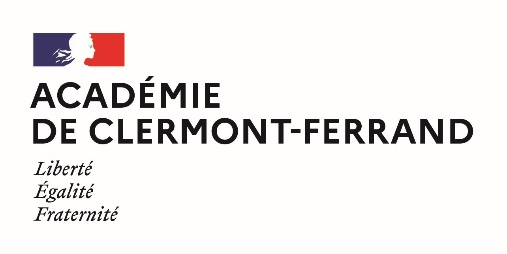 ACADÉMIE
DE CLERMONT-FERRAND
Liberté
Égalité
Fraternité